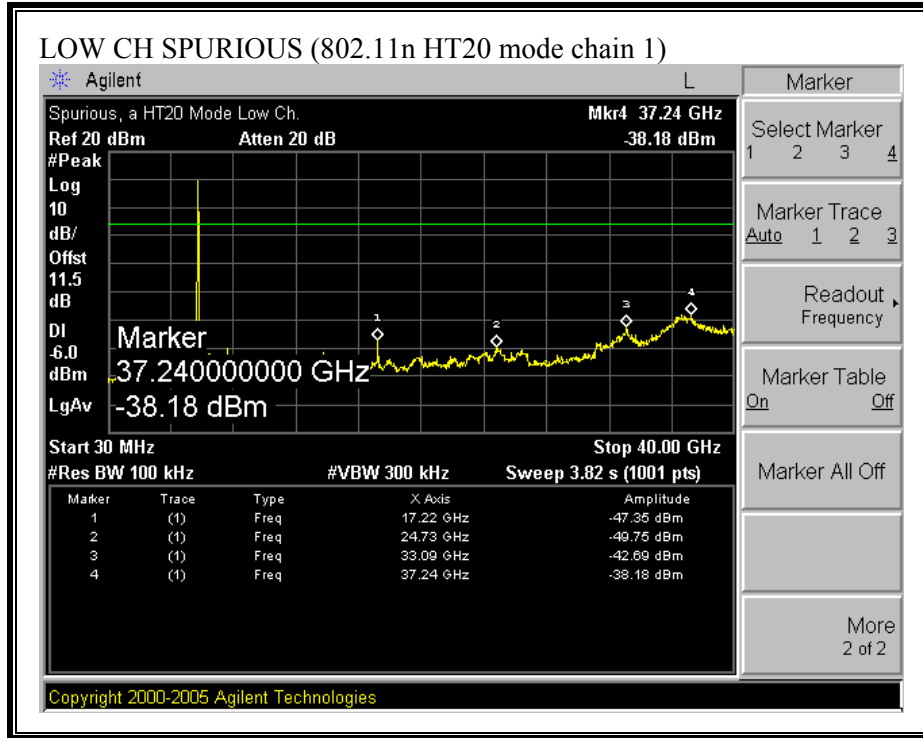 LOW CH SPURIOUS (802.11n HT20 mode chain 1)
Agilent L
Spurious, a HT20 Mode Low Ch. Mkr4 37.24 GHz
Ref 20 dBm Atten 20 dB -38.18 dBm
#Peak
Log
10
dB/
Offst
11.5
dB
DI
-6.0
dBm
LgAv
1
2
3
4
Marker
37.240000000 GHz
-38.18 dBm
Start 30 MHz Stop 40.00 GHz
#Res BW 100 kHz #VBW 300 kHz Sweep 3.82 s (1001 pts)
Marker Trace Type X Axis Amplitude
1 (1) Freq 17.22 GHz -47.35 dBm
2 (1) Freq 24.73 GHz -49.75 dBm
3 (1) Freq 33.09 GHz -42.69 dBm
4 (1) Freq 37.24 GHz -38.18 dBm
Copyright 2000-2005 Agilent Technologies
Marker
Select Marker
1 2 3 4
Marker Trace
Auto 1 2 3
Readout
Frequency
Marker Table
On Off
Marker All Off
More
2 of 2